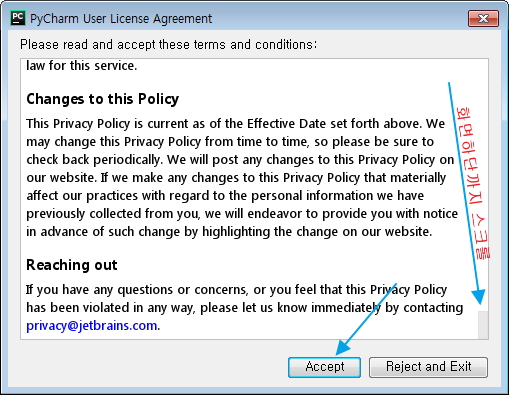 PC PyCharm User License Agreement
Please read and accept these terms and conditions:
law for this service.
Changes to this Policy
This Privacy Policy is current as of the Effective Date set forth above. We
may change this Privacy Policy from time to time, so please be sure to
check back periodically. We will post any changes to this Privacy Policy on
our website. If we make any changes to this Privacy Policy that materially
affect our practices with regard to the personal information we have
previously collected from you, we will endeavor to provide you with notice
in advance of such change by highlighting the change on our website.
Reaching out
If you have any questions or concerns, or you feel that this Privacy Policy
has been violated in any way, please let us know immediately by contacting
privacy@jetbrains.com.
화면하단까지 스크롤
Accept
Reject and Exit